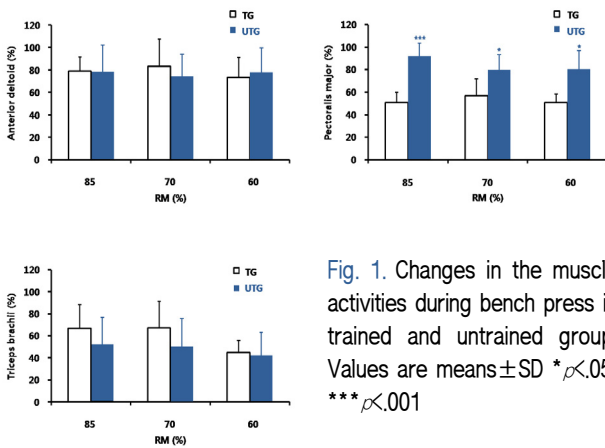 120
100
80
60
40
20
0
Anterior deltoid (%)
TG
UTG
85 70 60
RM (%)
120
100
80
60
40
20
0
Pectoralis major (%)
TG
UTG
*** * *
85 70 60
RM (%)
120
100
80
60
40
20
0
Triceps brachii (%)
TG
UTG
85 70 60
RM (%)
Fig. 1. Changes in the muscle
activities during bench press i
trained and untrained group
Values are means±SD *p<.05
***p<.001